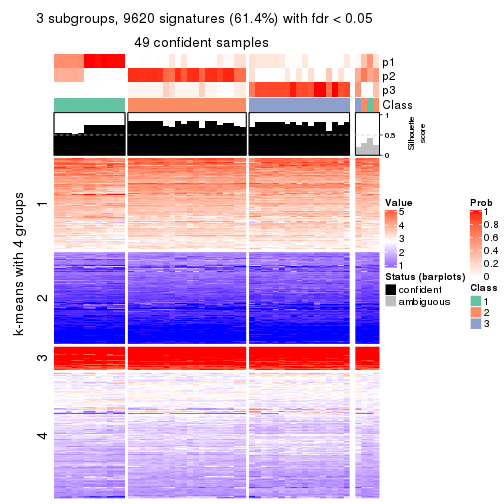 3 subgroups, 9620 signatures (61.4%) with fdr < 0.05
49 confident samples
p1
p2
p3
Class
1
0.5
0
Silhouette
score
k-means with 4 groups
1
2
3
4
Value
5
4
3
2
1
Status (barplots)
confident
ambiguous
Prob
1
0.8
0.6
0.4
0.2
0
Class
1
2
3